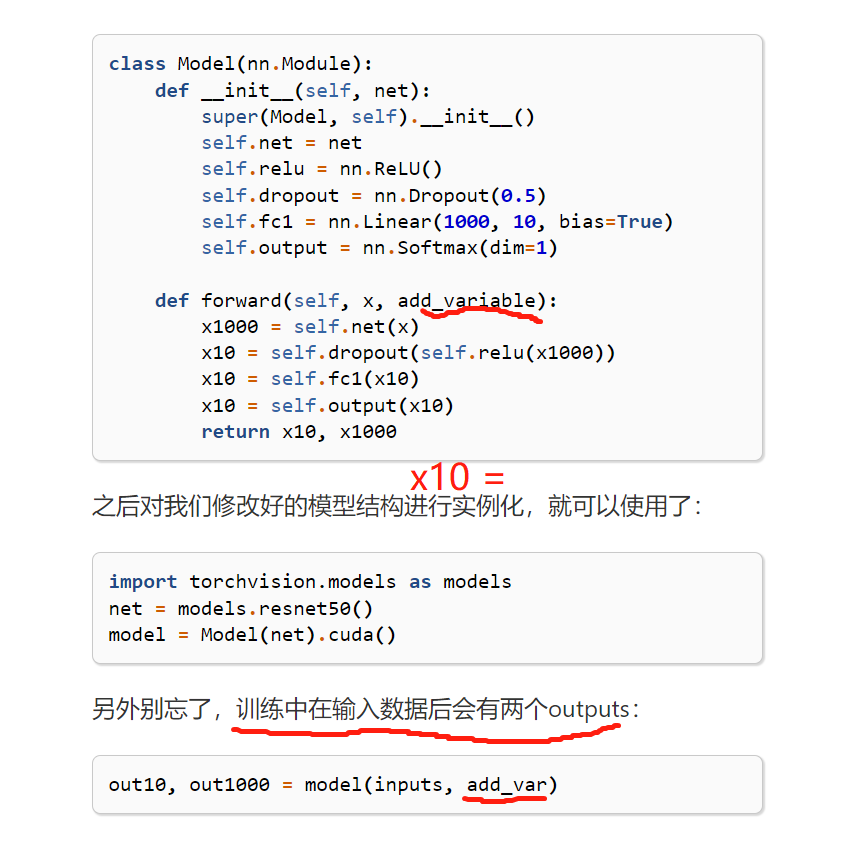 class Model(nn.Module):
    def __init__(self, net):
        super(Model, self).__init__()
        self.net = net
        self.relu = nn.ReLU()
        self.dropout = nn.Dropout(0.5)
        self.fc1 = nn.Linear(1000, 10, bias=True)
        self.output = nn.Softmax(dim=1)

    def forward(self, x, add_variable):
        x1000 = self.net(x)
        x10 = self.dropout(self.relu(x1000))
        x10 = self.fc1(x10)
        x10 = self.output(x10)
        return x10, x1000
x10 =
之后对我们修改好的模型结构进行实例化，就可以使用了：
import torchvision.models as models
net = models.resnet50()
model = Model(net).cuda()
另外别忘了，训练中在输入数据后会有两个outputs：
out10, out1000 = model(inputs, add_var)